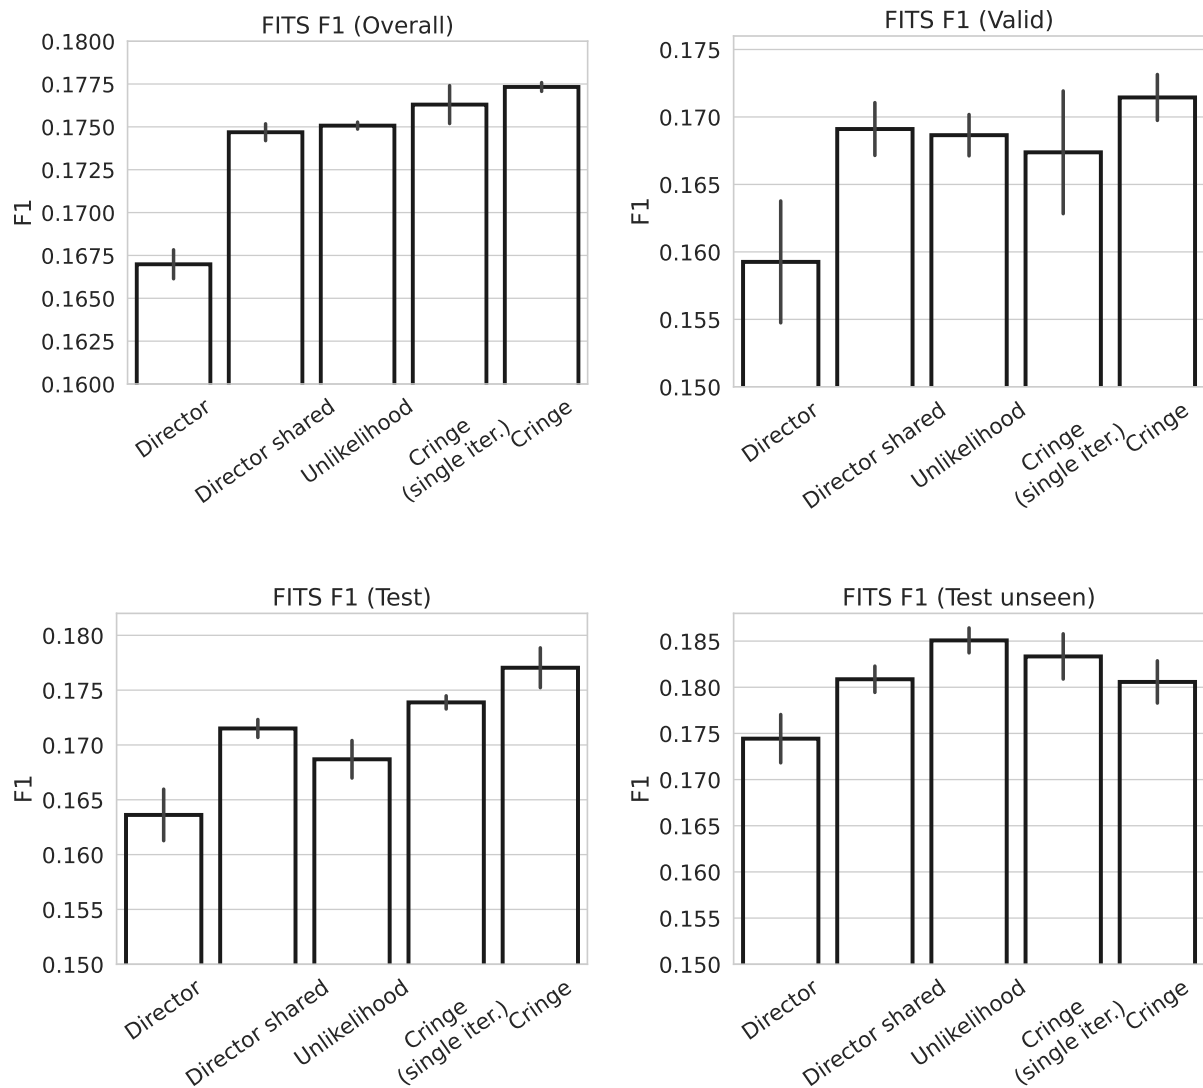 FITS F1 (Overall)
F1
0.1800
0.1775
0.1750
0.1725
0.1700
0.1675
0.1650
0.1625
0.1600
Director
Director shared
Unlikelihood
Cringe
(single iter.)
Cringe
FITS F1 (Valid)
F1
0.175
0.170
0.165
0.160
0.155
0.150
Director
Director shared
Unlikelihood
Cringe
(single iter.)
Cringe
FITS F1 (Test)
F1
0.180
0.175
0.170
0.165
0.160
0.155
0.150
Director
Director shared
Unlikelihood
Cringe
(single iter.)
Cringe
FITS F1 (Test unseen)
F1
0.185
0.180
0.175
0.170
0.165
0.160
0.155
0.150
Director
Director shared
Unlikelihood
Cringe
(single iter.)
Cringe